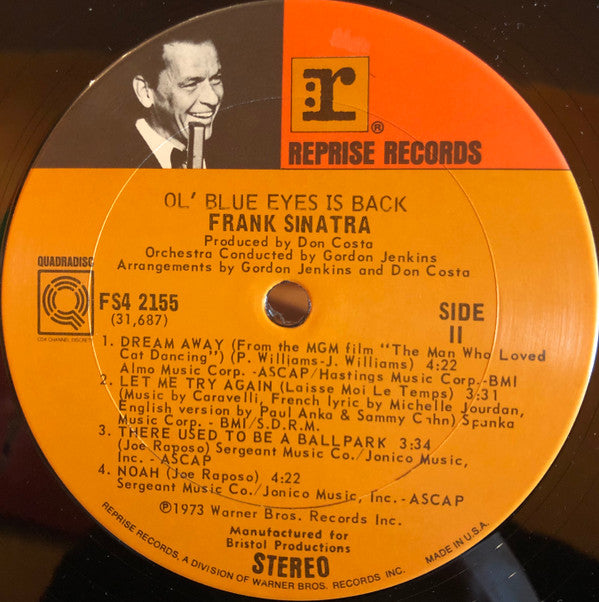 r
®
REPRISE RECORDS
OL' BLUE EYES IS BACK
FRANK SINATRA
Produced by Don Costa
Orchestra Conducted by Gordon Jenkins
Arrangements by Gordon Jenkins and Don Costa
QUADRADISC
Q
CD4 CHANNEL DISCRETE
FS4 2155
(31,687)
SIDE
II
1. DREAM AWAY (From the MGM film "The Man Who Loved
Cat Dancing") (P. Williams-J. Williams) 4:22
Almo Music Corp.-ASCAP/Hastings Music Corp.-BMI
2. LET ME TRY AGAIN (Laisse Moi Le Temps) 3:31
(Music by Caravelli, French lyric by Michelle Jourdan,
English version by Paul Anka & Sammy Cahn) Spanka
Music Corp. - BMI/S.D.R.M.
3. THERE USED TO BE A BALLPARK 3:34
(Joe Raposo) Sergeant Music Co./Jonico Music,
Inc. - ASCAP
4. NOAH (Joe Raposo) 4:22
Sergeant Music Co./Jonico Music, Inc.-ASCAP
℗1973 Warner Bros. Records Inc.
Manufactured for
Bristol Productions
STEREO
REPRISE RECORDS, A DIVISION OF WARNER BROS. RECORDS INC. MADE IN U.S.A.